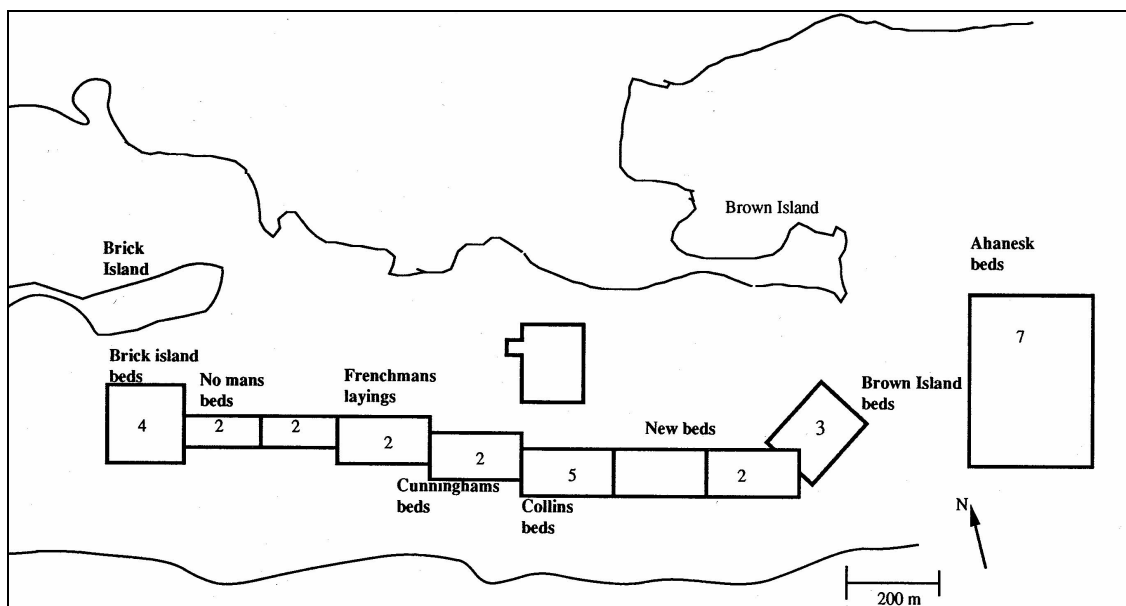 Brown Island
Brick
Island
Ahanesk
beds
7
Brick island
beds
4
No mans
beds
2
2
Frenchmans
layings
2
Cunninghams
beds
2
Collins
beds
5
New beds
2
Brown Island
beds
3
N
200 m